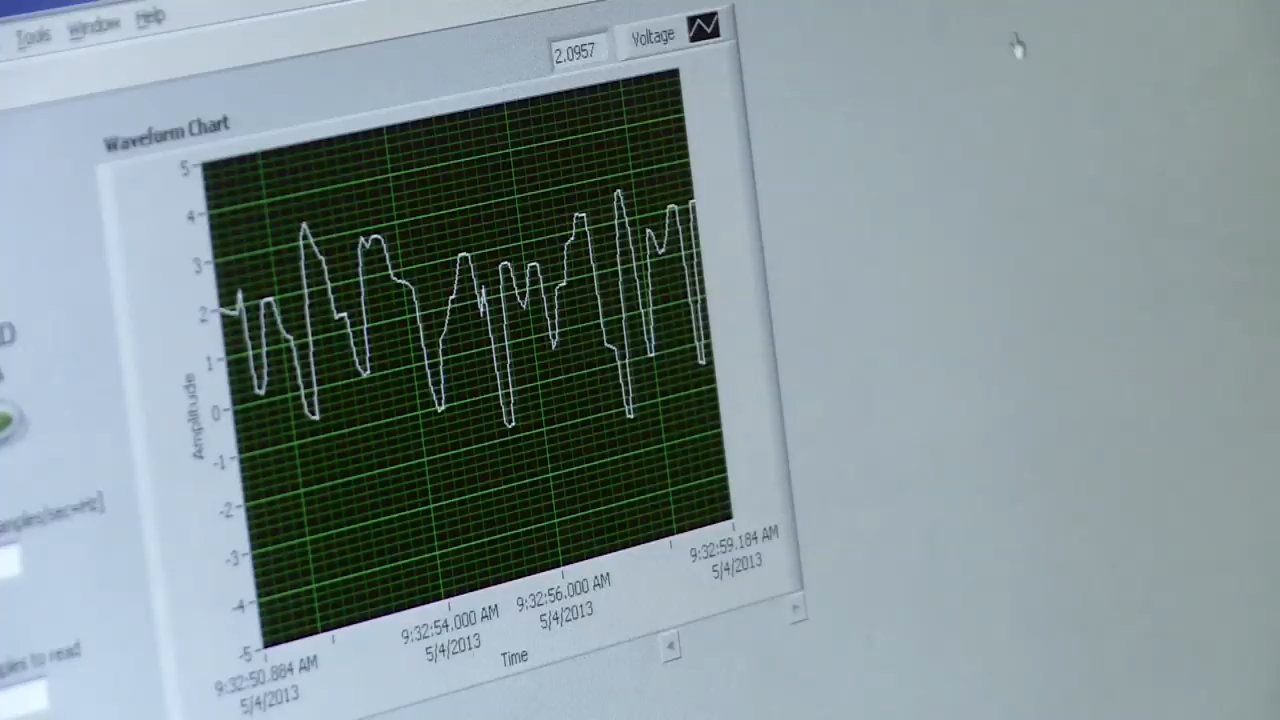 Tools Window Help
2.0957 Voltage
Waveform Chart
5
4
3
2
1
0
-1
-2
-3
-4
-5
Amplitude
9:32:50.884 AM
5/4/2013
9:32:54.000 AM
5/4/2013
9:32:56.000 AM
5/4/2013
9:32:59.184 AM
5/4/2013
Time
to read